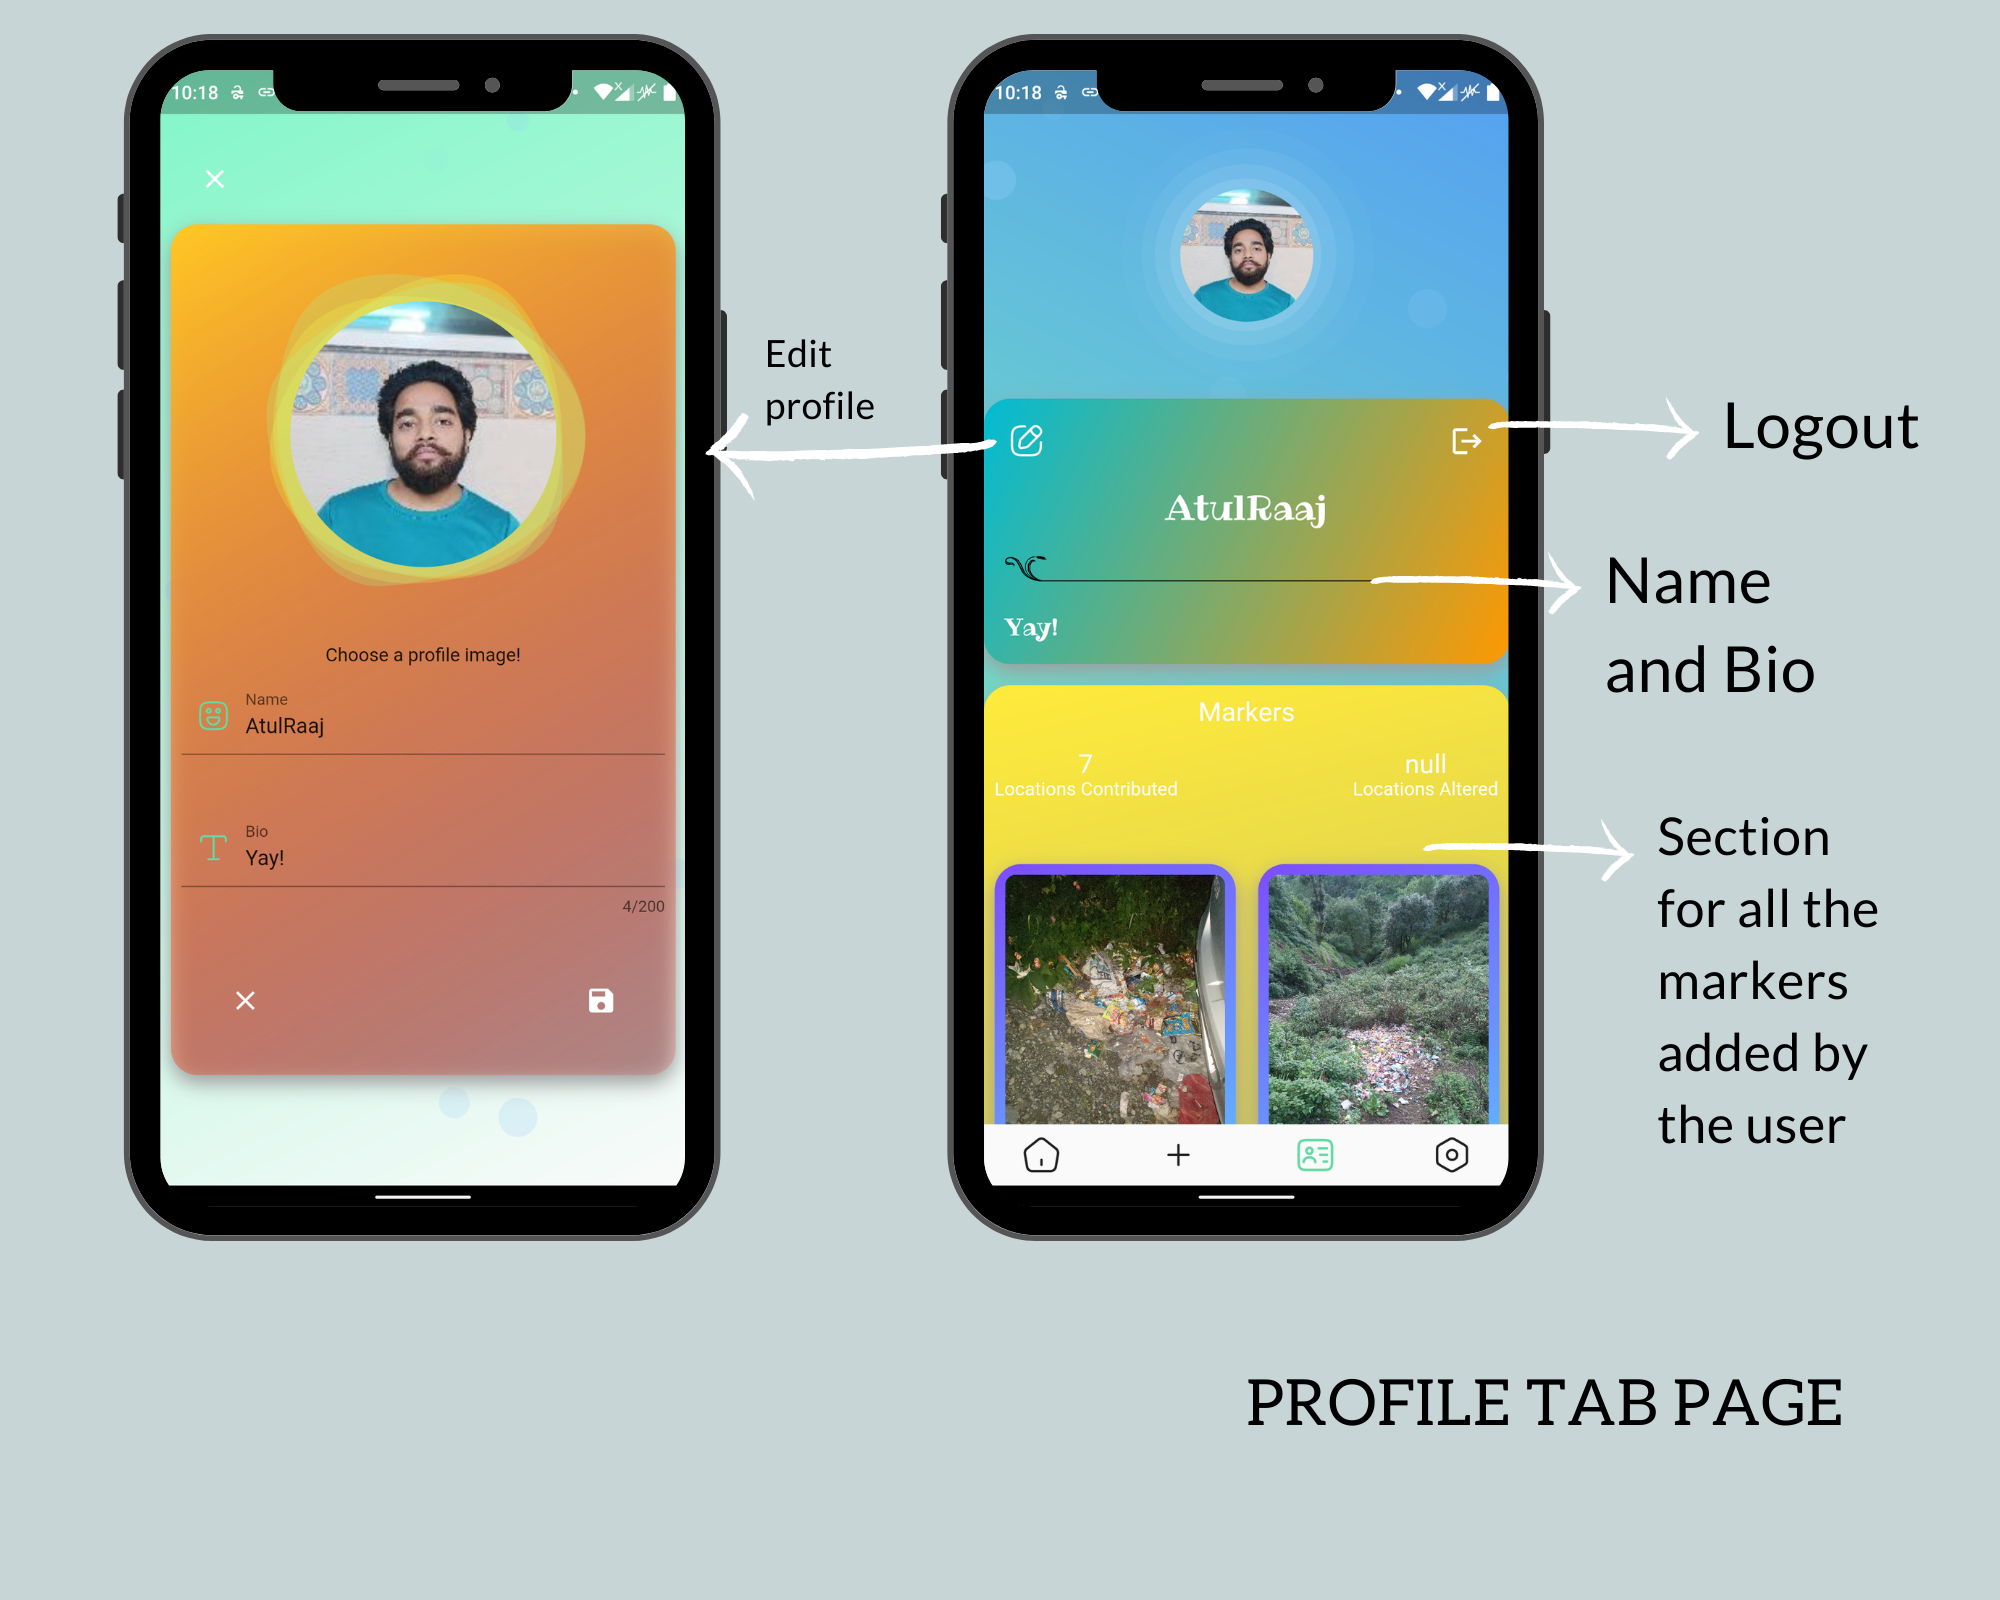 10:18
Choose a profile image!
Name
AtulRaaj
Bio
Yay!
4/200
Edit
profile
10:18
AtulRaaj
Yay!
Markers
7
null
Locations Contributed
Locations Altered
Logout
Name
and Bio
Section
for all the
markers
added by
the user
PROFILE TAB PAGE